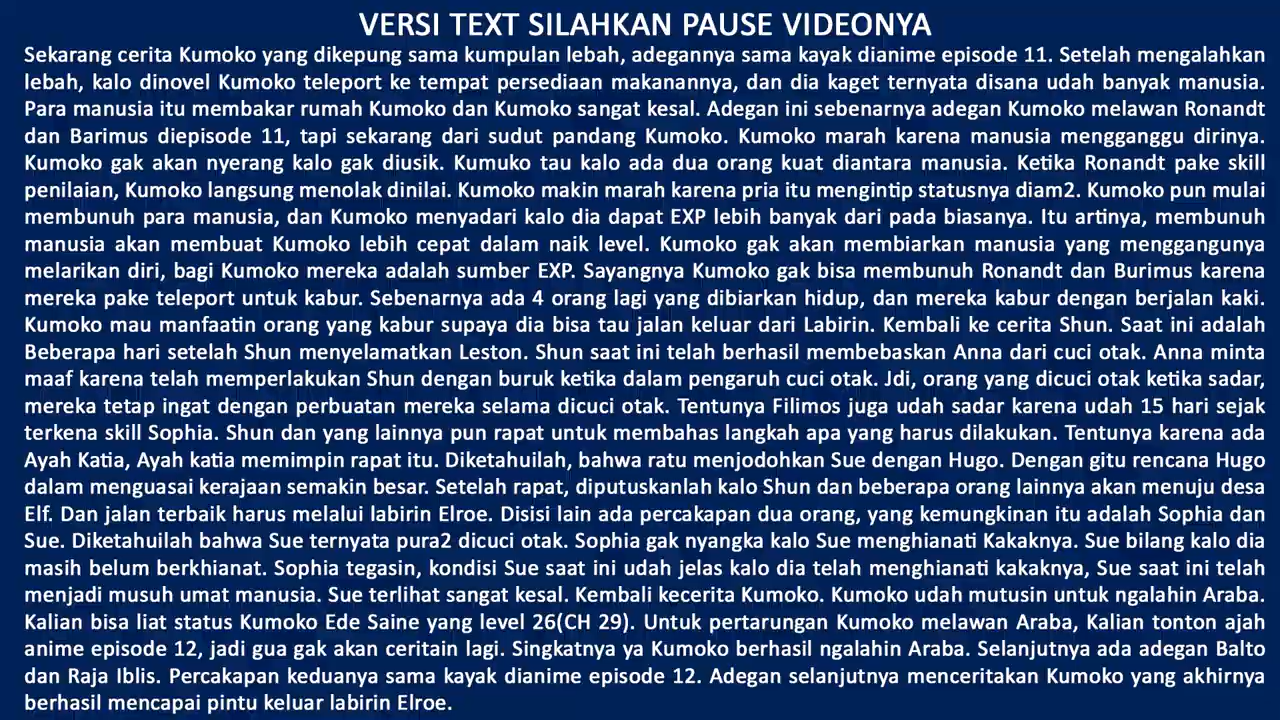 VERSI TEXT SILAHKAN PAUSE VIDEONYA
Sekarang cerita Kumoko yang dikepung sama kumpulan lebah, adegannya sama kayak dianime episode 11. Setelah mengalahkan
lebah, kalo dinovel Kumoko teleport ke tempat persediaan makanannya, dan dia kaget ternyata disana udah banyak manusia.
Para manusia itu membakar rumah Kumoko dan Kumoko sangat kesal. Adegan ini sebenarnya adegan Kumoko melawan Ronandt
dan Barimus diepisode 11, tapi sekarang dari sudut pandang Kumoko. Kumoko marah karena manusia mengganggu dirinya.
Kumoko gak akan nyerang kalo gak diusik. Kumuko tau kalo ada dua orang kuat diantara manusia. Ketika Ronandt pake skill
penilaian, Kumoko langsung menolak dinilai. Kumoko makin marah karena pria itu mengintip statusnya diam2. Kumoko pun mulai
membunuh para manusia, dan Kumoko menyadari kalo dia dapat EXP lebih banyak dari pada biasanya. Itu artinya, membunuh
manusia akan membuat Kumoko lebih cepat dalam naik level. Kumoko gak akan membiarkan manusia yang menggangunya
melarikan diri, bagi Kumoko mereka adalah sumber EXP. Sayangnya Kumoko gak bisa membunuh Ronandt dan Burimus karena
mereka pake teleport untuk kabur. Sebenarnya ada 4 orang lagi yang dibiarkan hidup, dan mereka kabur dengan berjalan kaki.
Kumoko mau manfaatin orang yang kabur supaya dia bisa tau jalan keluar dari Labirin. Kembali ke cerita Shun. Saat ini adalah
Beberapa hari setelah Shun menyelamatkan Leston. Shun saat ini telah berhasil membebaskan Anna dari cuci otak. Anna minta
maaf karena telah memperlakukan Shun dengan buruk ketika dalam pengaruh cuci otak. Jdi, orang yang dicuci otak ketika sadar,
mereka tetap ingat dengan perbuatan mereka selama dicuci otak. Tentunya Filimos juga udah sadar karena udah 15 hari sejak
terkena skill Sophia. Shun dan yang lainnya pun rapat untuk membahas langkah apa yang harus dilakukan. Tentunya karena ada
Ayah Katia, Ayah katia memimpin rapat itu. Diketahuilah, bahwa ratu menjodohkan Sue dengan Hugo. Dengan gitu rencana Hugo
dalam menguasai kerajaan semakin besar. Setelah rapat, diputuskanlah kalo Shun dan beberapa orang lainnya akan menuju desa
Elf. Dan jalan terbaik harus melalui labirin Elroe. Disisi lain ada percakapan dua orang, yang kemungkinan itu adalah Sophia dan
Sue. Diketahuilah bahwa Sue ternyata pura2 dicuci otak. Sophia gak nyangka kalo Sue menghianati Kakaknya. Sue bilang kalo dia
masih belum berkhianat. Sophia tegasin, kondisi Sue saat ini udah jelas kalo dia telah menghianati kakaknya, Sue saat ini telah
menjadi musuh umat manusia. Sue terlihat sangat kesal. Kembali kecerita Kumoko. Kumoko udah mutusin untuk ngalahin Araba.
Kalian bisa liat status Kumoko Ede Saine yang level 26(CH 29). Untuk pertarungan Kumoko melawan Araba, Kalian tonton ajah
anime episode 12, jadi gua gak akan ceritain lagi. Singkatnya ya Kumoko berhasil ngalahin Araba. Selanjutnya ada adegan Balto
dan Raja Iblis. Percakapan keduanya sama kayak dianime episode 12. Adegan selanjutnya menceritakan Kumoko yang akhirnya
berhasil mencapai pintu keluar labirin Elroe.